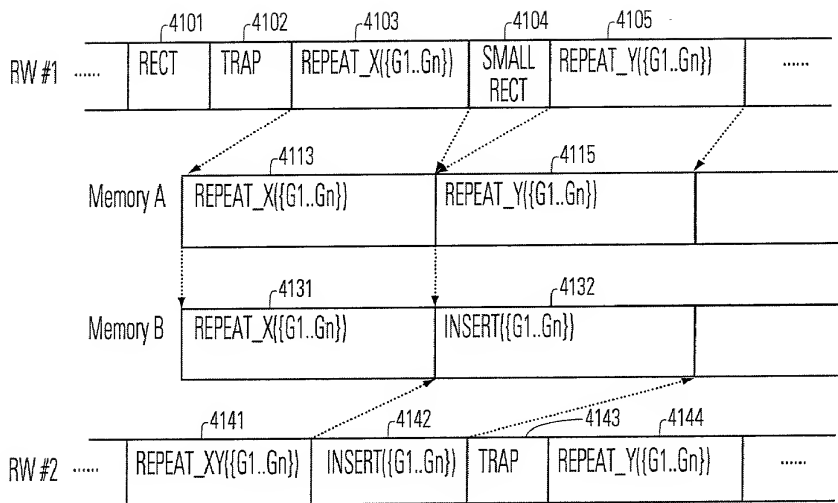 4101 4102 4103 4104 4105
RW #1 ...... RECT TRAP REPEAT_X({G1..Gn}) SMALL RECT REPEAT_Y({G1..Gn}) ......
4113 4115
Memory A REPEAT_X({G1..Gn}) REPEAT_Y({G1..Gn})
4131 4132
Memory B REPEAT_X({G1..Gn}) INSERT({G1..Gn})
4141 4142 4143 4144
RW #2 ...... REPEAT_XY({G1..Gn}) INSERT({G1..Gn}) TRAP REPEAT_Y({G1..Gn}) ......